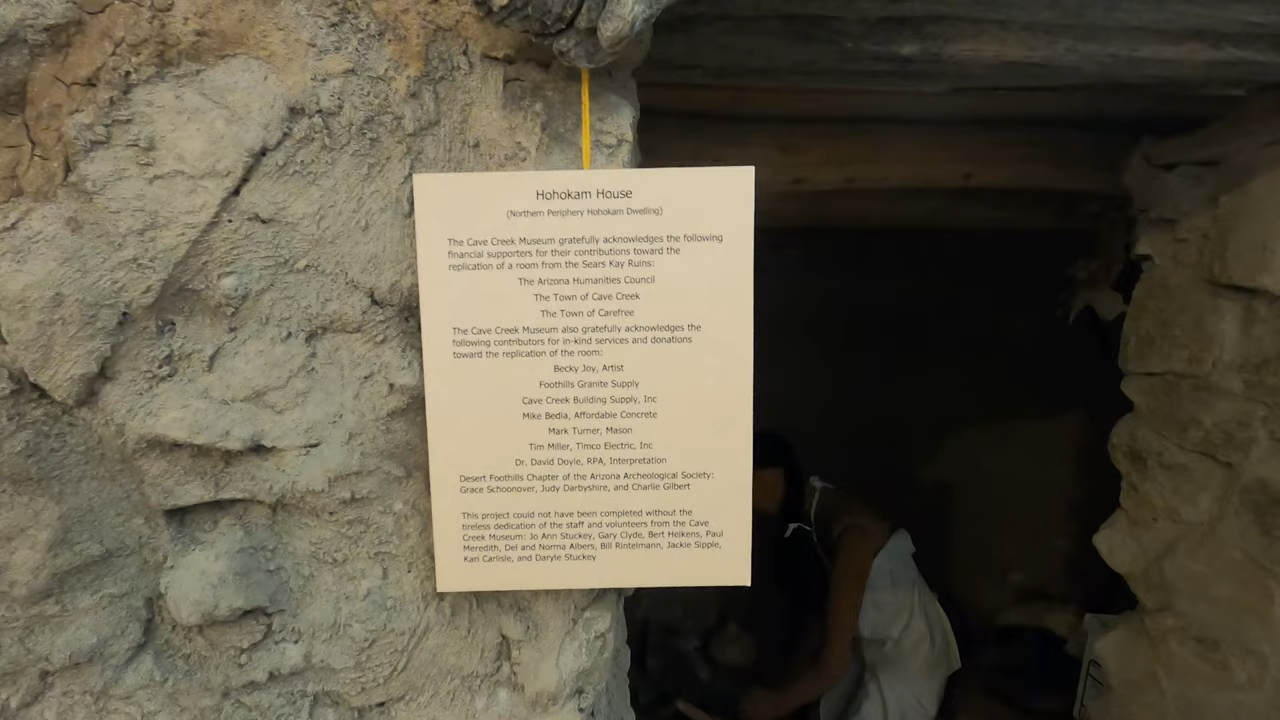 Hohokam House
(Northern Periphery Hohokam Dwelling)
The Cave Creek Museum gratefully acknowledges the following
financial supporters for their contributions toward the
replication of a room from the Sears Kay Ruins:
The Arizona Humanities Council
The Town of Cave Creek
The Town of Carefree
The Cave Creek Museum also gratefully acknowledges the
following contributors for in-kind services and donations
toward the replication of the room:
Becky Joy, Artist
Foothills Granite Supply
Cave Creek Building Supply, Inc
Mike Bedia, Affordable Concrete
Mark Turner, Mason
Tim Miller, Timco Electric, Inc
Dr. David Doyle, RPA, Interpretation
Desert Foothills Chapter of the Arizona Archeological Society:
Grace Schoonover, Judy Darbyshire, and Charlie Gilbert
This project could not have been completed without the
tireless dedication of the staff and volunteers from the Cave
Creek Museum: Jo Ann Stuckey, Gary Clyde, Bert Heikens, Paul
Meredith, Del and Norma Albers, Bill Rintelmann, Jackie Sipple,
Kari Carlisle, and Daryle Stuckey